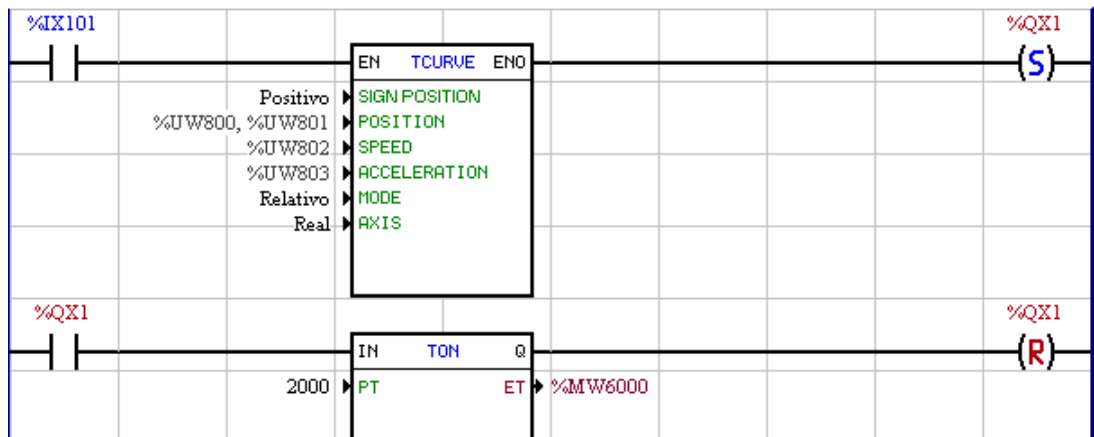 %IX101 %QX1
EN TCURVE ENO
(S)
Positivo SIGN POSITION
%UW800, %UW801 POSITION
%UW802 SPEED
%UW803 ACCELERATION
Relativo MODE
Real AXIS
%QX1 %QX1
IN TON Q
(R)
2000 PT ET %MW6000